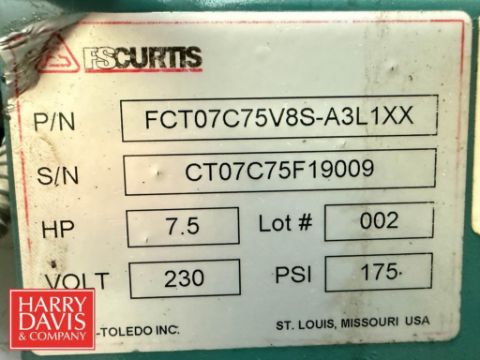 FSCURTIS
P/N FCT07C75V8S-A3L1XX
S/N CT07C75F19009
HP 7.5 Lot # 002
VOLT 230 PSI 175
-TOLEDO INC. ST. LOUIS, MISSOURI USA
HARRY
DAVIS
& COMPANY